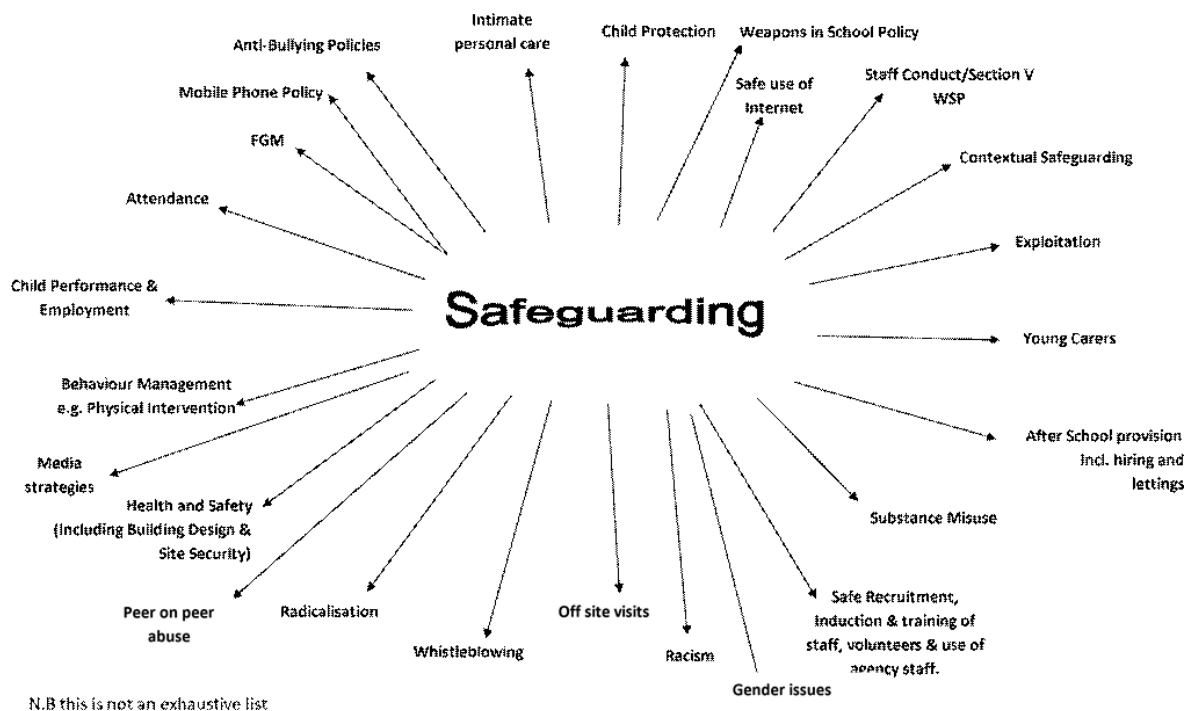 Intimate
personal care
Child Protection
Weapons in School Policy
Anti-Bullying Policies
Safe use of
Internet
Staff Conduct/Section V
WSP
Mobile Phone Policy
FGM
Contextual Safeguarding
Attendance
Exploitation
Child Performance &
Employment
Safeguarding
Young Carers
Behaviour Management
e.g. Physical Intervention
After School provision
Incl. hiring and
lettings
Media
strategies
Health and Safety
(Including Building Design &
Site Security)
Substance Misuse
Peer on peer
abuse
Radicalisation
Off site visits
Safe Recruitment,
Induction & training of
staff, volunteers & use of
agency staff.
Whistleblowing
Racism
Gender issues
N.B this is not an exhaustive list